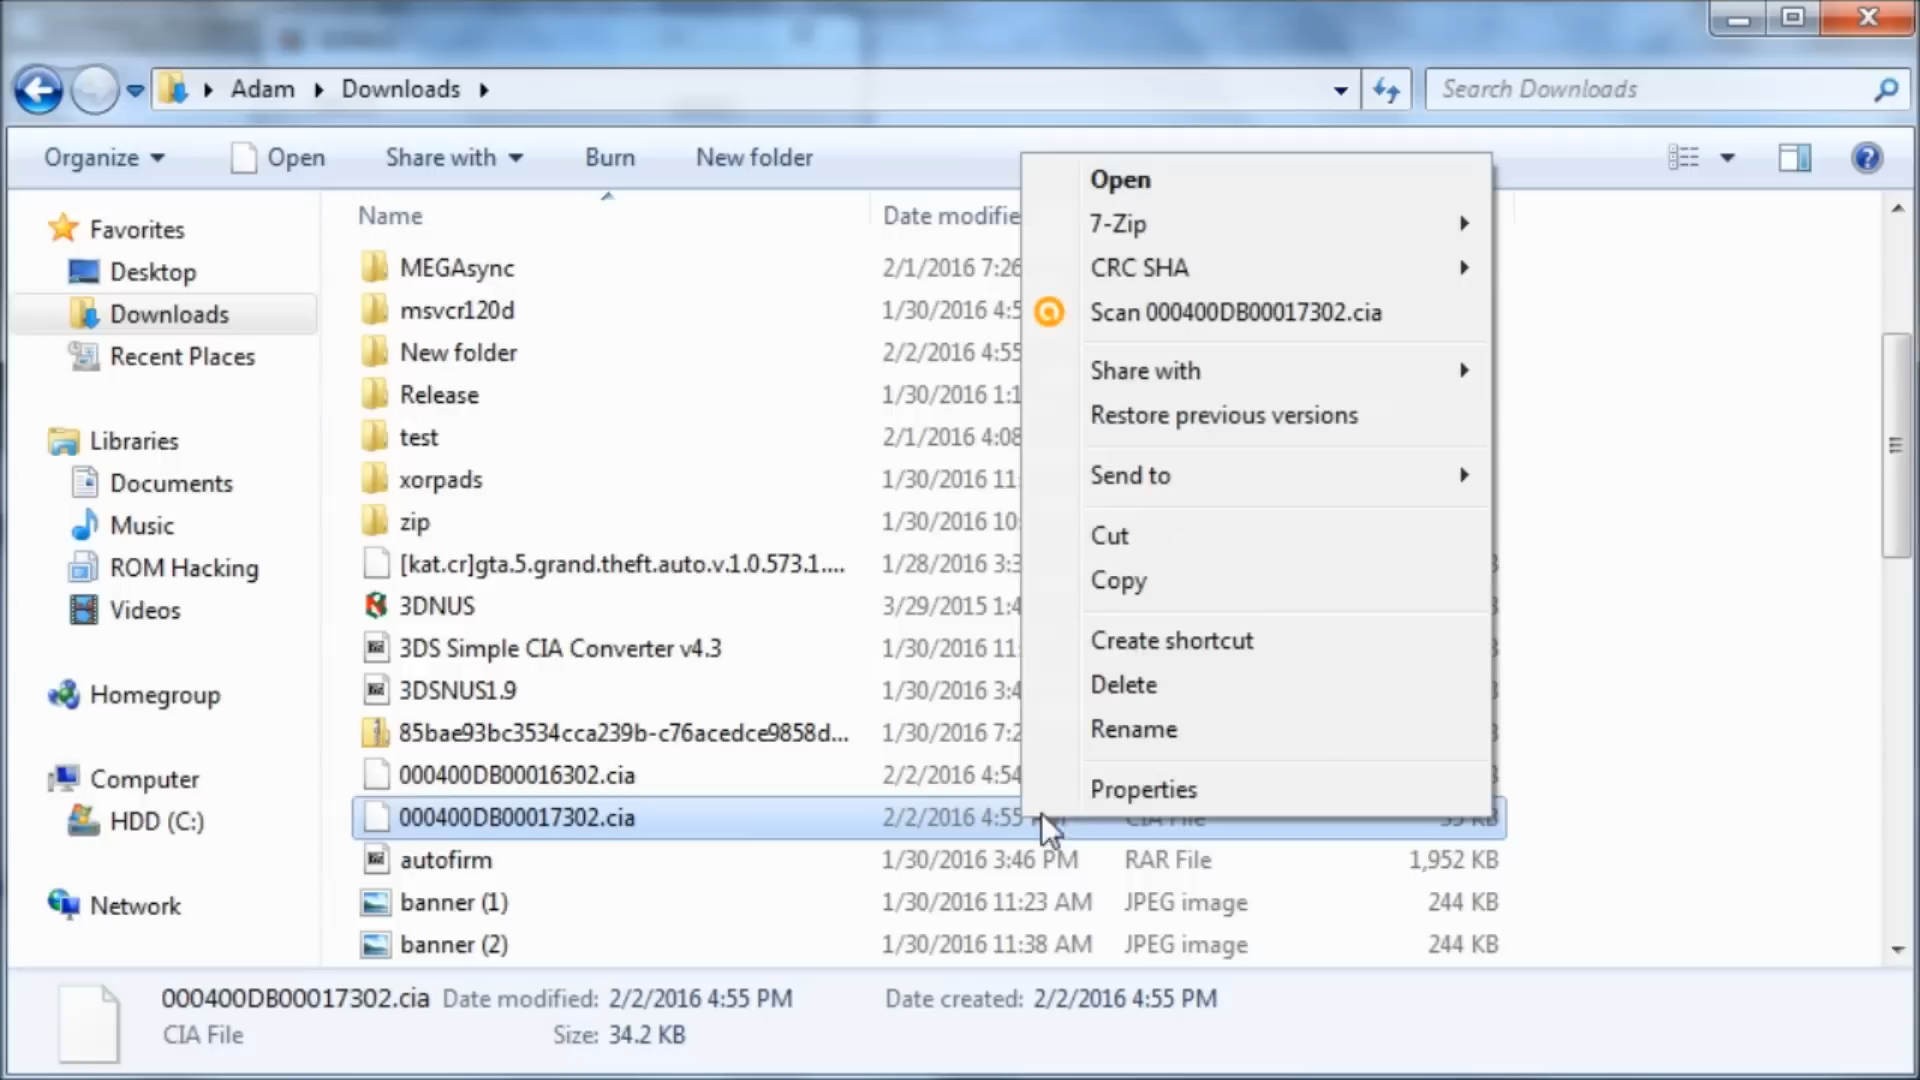 Adam Downloads
Search Downloads
Organize Open Share with Burn New folder
Name Date modifie
Favorites
Desktop
Downloads
Recent Places
Libraries
Documents
Music
ROM Hacking
Videos
Homegroup
Computer
HDD (C:)
Network
MEGAsync 2/1/2016 7:26
msvcr120d 1/30/2016 4:5
New folder 2/2/2016 4:55
Release 1/30/2016 1:1
test 2/1/2016 4:08
xorpads 1/30/2016 11:
zip 1/30/2016 10:
[kat.cr]gta.5.grand.theft.auto.v.1.0.573.1.... 1/28/2016 3:3
3DNUS 3/29/2015 1:4
3DS Simple CIA Converter v4.3 1/30/2016 11:
3DSNUS1.9 1/30/2016 3:4
85bae93bc3534cca239b-c76acedce9858d... 1/30/2016 7:2
000400DB00016302.cia 2/2/2016 4:54
000400DB00017302.cia 2/2/2016 4:55 CIA File KB
autofirm 1/30/2016 3:46 PM RAR File 1,952 KB
banner (1) 1/30/2016 11:23 AM JPEG image 244 KB
banner (2) 1/30/2016 11:38 AM JPEG image 244 KB
Open
7-Zip
CRC SHA
Scan 000400DB00017302.cia
Share with
Restore previous versions
Send to
Cut
Copy
Create shortcut
Delete
Rename
Properties
000400DB00017302.cia Date modified: 2/2/2016 4:55 PM Date created: 2/2/2016 4:55 PM
CIA File Size: 34.2 KB